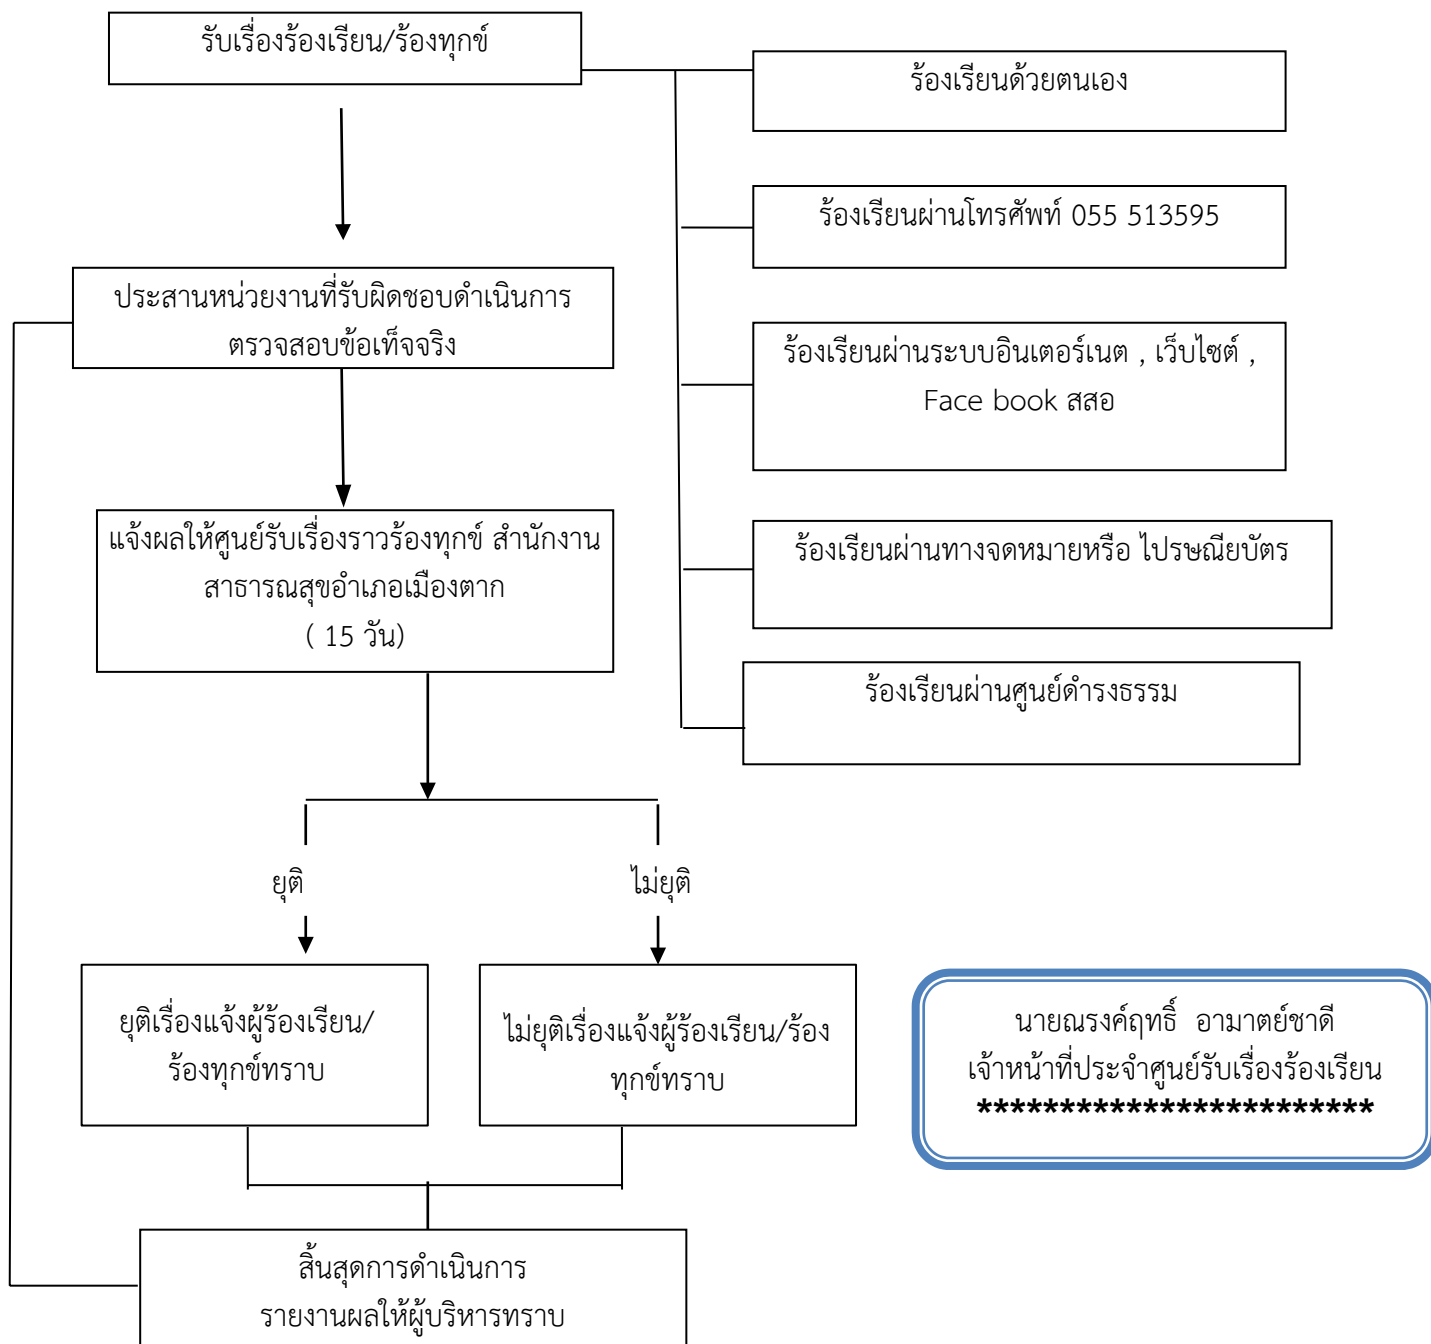 รับเรื่องร้องเรียน/ร้องทุกข์
ร้องเรียนด้วยตนเอง
ร้องเรียนผ่านโทรศัพท์ 055 513595
ประสานหน่วยงานที่รับผิดชอบดำเนินการ
ตรวจสอบข้อเท็จจริง
ร้องเรียนผ่านระบบอินเตอร์เนต , เว็บไซต์ ,
Face book สสอ
แจ้งผลให้ศูนย์รับเรื่องราวร้องทุกข์ สำนักงาน
สาธารณสุขอำเภอเมืองตาก
( 15 วัน)
ร้องเรียนผ่านทางจดหมายหรือ ไปรษณียบัตร
ร้องเรียนผ่านศูนย์ดำรงธรรม
ยุติ
ไม่ยุติ
ยุติเรื่องแจ้งผู้ร้องเรียน/
ร้องทุกข์ทราบ
ไม่ยุติเรื่องแจ้งผู้ร้องเรียน/ร้อง
ทุกข์ทราบ
นายณรงค์ฤทธิ์  อามาตย์ชาดี
เจ้าหน้าที่ประจำศูนย์รับเรื่องร้องเรียน
************************
สิ้นสุดการดำเนินการ
รายงานผลให้ผู้บริหารทราบ